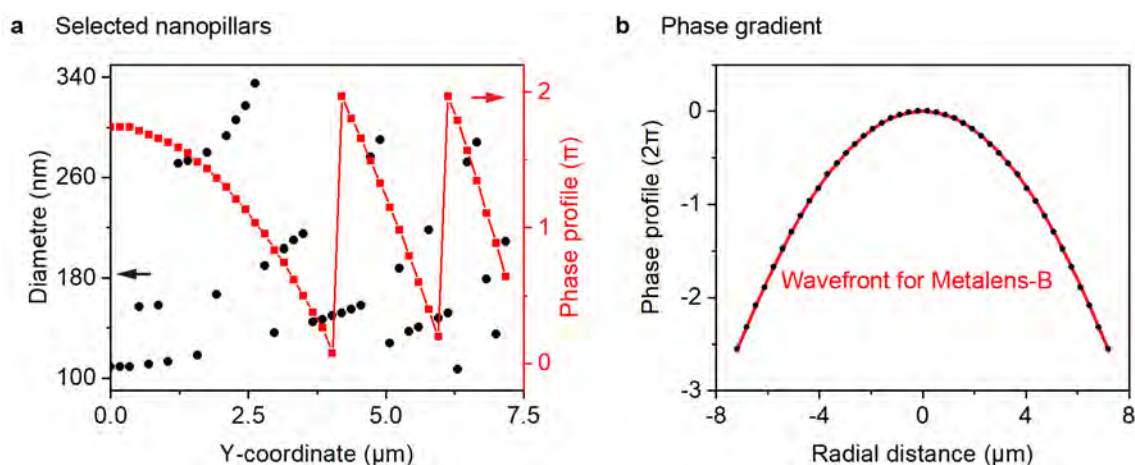 a Selected nanopillars
340
260
180
100
Diametre (nm)
0.0 2.5 5.0 7.5
Y-coordinate (μm)
2
1
0
Phase profile (π)
b Phase gradient
0
-1
-2
-3
Phase profile (2π)
Wavefront for Metalens-B
-8 -4 0 4 8
Radial distance (μm)